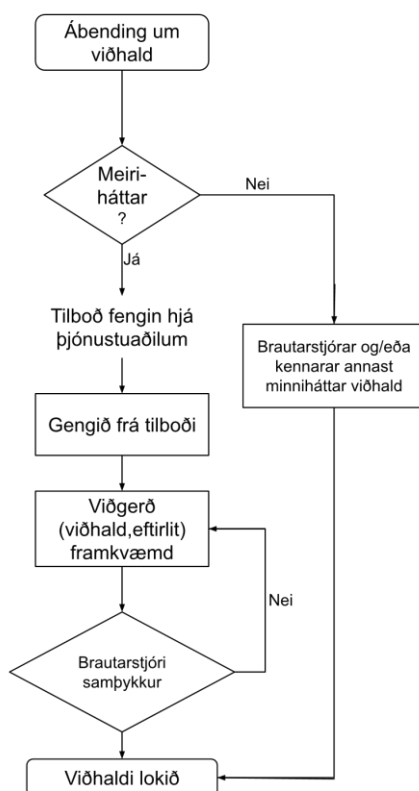 Ábending um
viðhald
Meiri-
háttar
?
Nei
Já
Tilboð fengin hjá
þjónustuaðilum
Brautarstjórar og/eða
kennarar annast
minniháttar viðhald
Gengið frá tilboði
Viðgerð
(viðhald,eftirlit)
framkvæmd
Nei
Brautarstjóri
samþykkur
Viðhaldi lokið